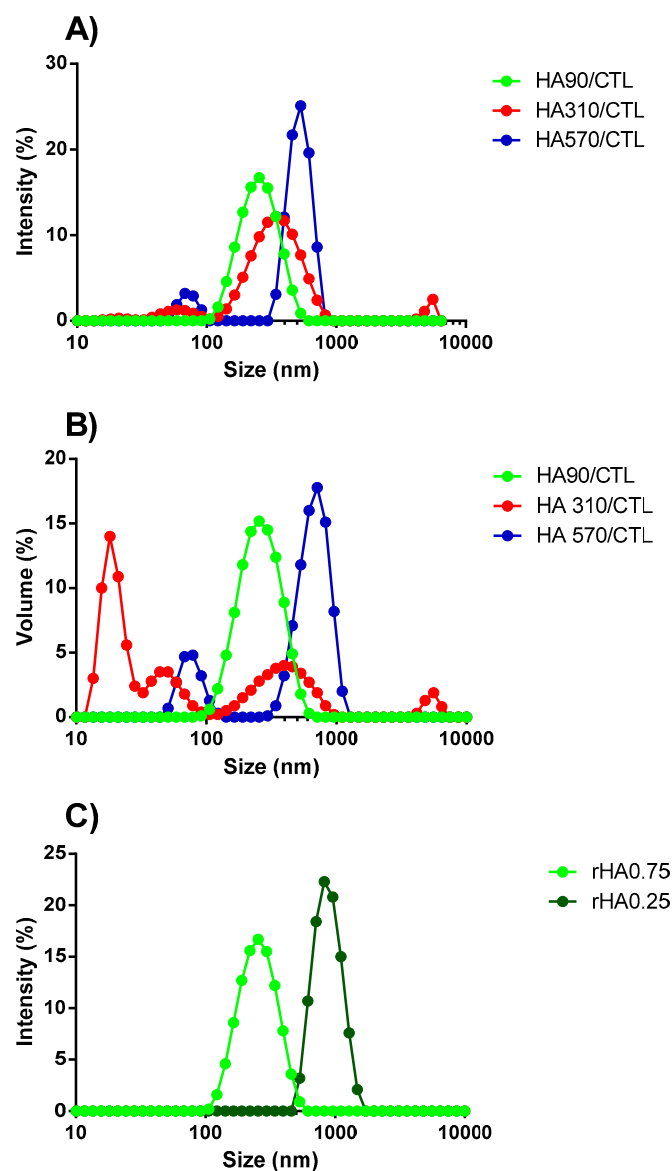 A)
30
20
10
0
Intensity (%)
10
100
1000
10000
Size (nm)
HA90/CTL
HA310/CTL
HA570/CTL
B)
20
15
10
5
0
Volume (%)
10
100
1000
10000
Size (nm)
HA90/CTL
HA 310/CTL
HA 570/CTL
C)
25
20
15
10
5
0
Intensity (%)
10
100
1000
10000
Size (nm)
rHA0.75
rHA0.25